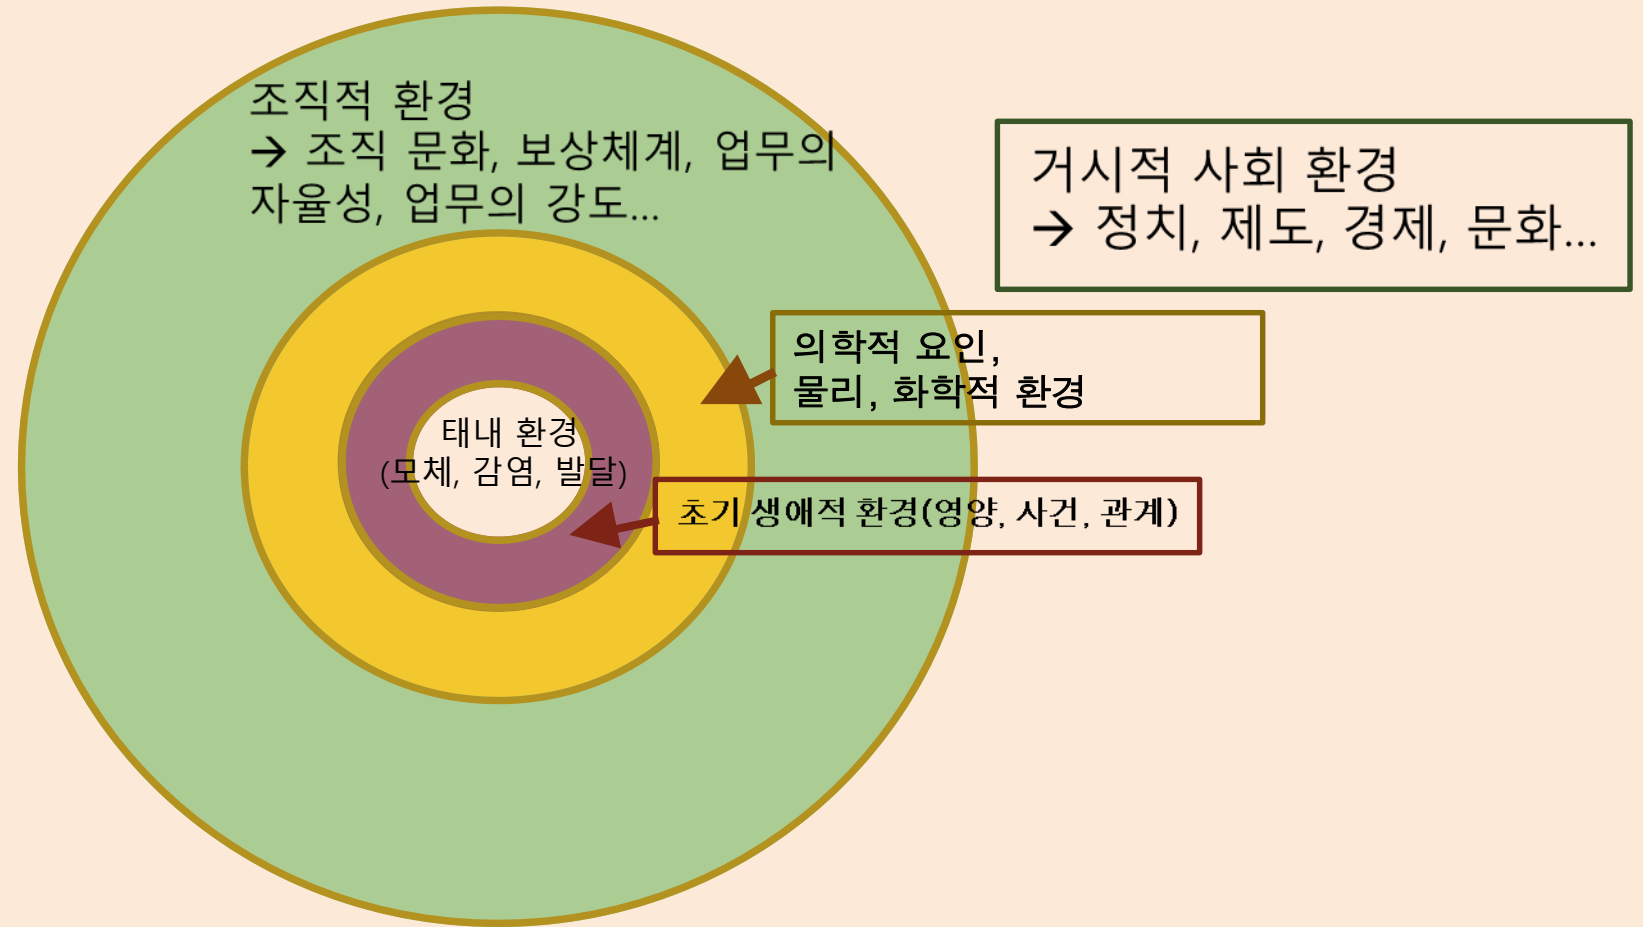 조직적 환경
→ 조직 문화, 보상체계, 업무의
자율성, 업무의 강도...
거시적 사회 환경
→ 정치, 제도, 경제, 문화...
의학적 요인,
물리, 화학적 환경
태내 환경
(모체, 감염, 발달)
초기 생애적 환경(영양, 사건, 관계)